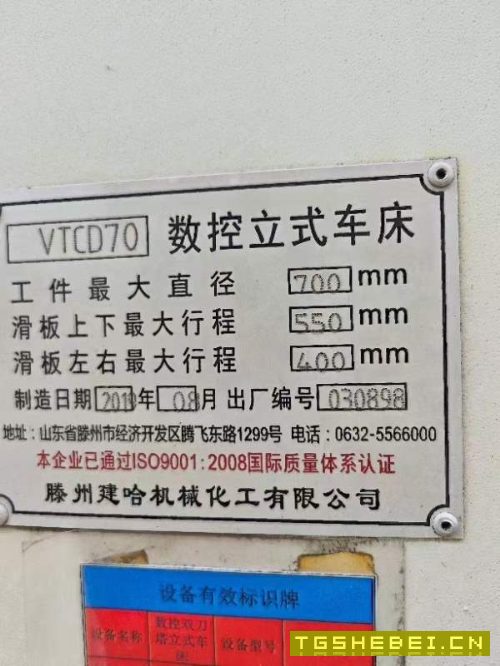 VTCD70 数控立式车床
工件最大直径 700 mm
滑板上下最大行程 550 mm
滑板左右最大行程 400 mm
制造日期 年 08 月 出厂编号 030898
地址:山东省滕州市经济开发区腾飞东路1299号 电话:0632-5566000
本企业已通过ISO9001:2008国际质量体系认证
滕州建哈机械化工有限公司
设备有效标识牌
设备名称 数控双刀塔立式车床 设备型号
TGSHEBEI.CN